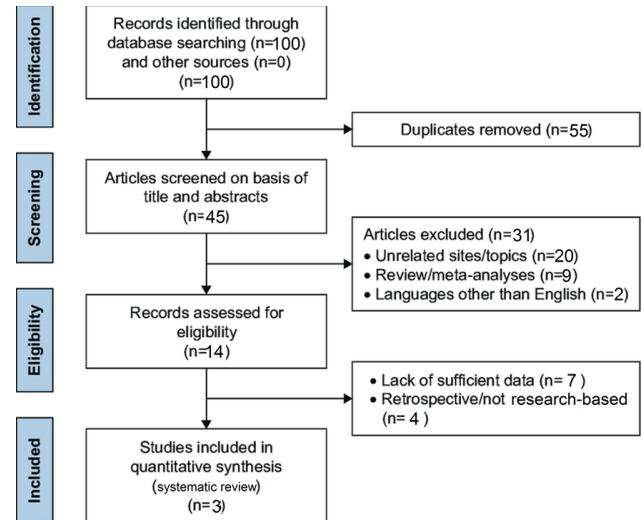 Identification
Records identified through
database searching (n=100)
and other sources (n=0)
(n=100)
Duplicates removed (n=55)
Screening
Articles screened on basis of
title and abstracts
(n=45)
Articles excluded (n=31)
• Unrelated sites/topics (n=20)
• Review/meta-analyses (n=9)
• Languages other than English (n=2)
Eligibility
Records assessed for
eligibility
(n=14)
• Lack of sufficient data (n= 7 )
• Retrospective/not research-based
(n= 4 )
Included
Studies included in
quantitative synthesis
(systematic review)
(n=3)